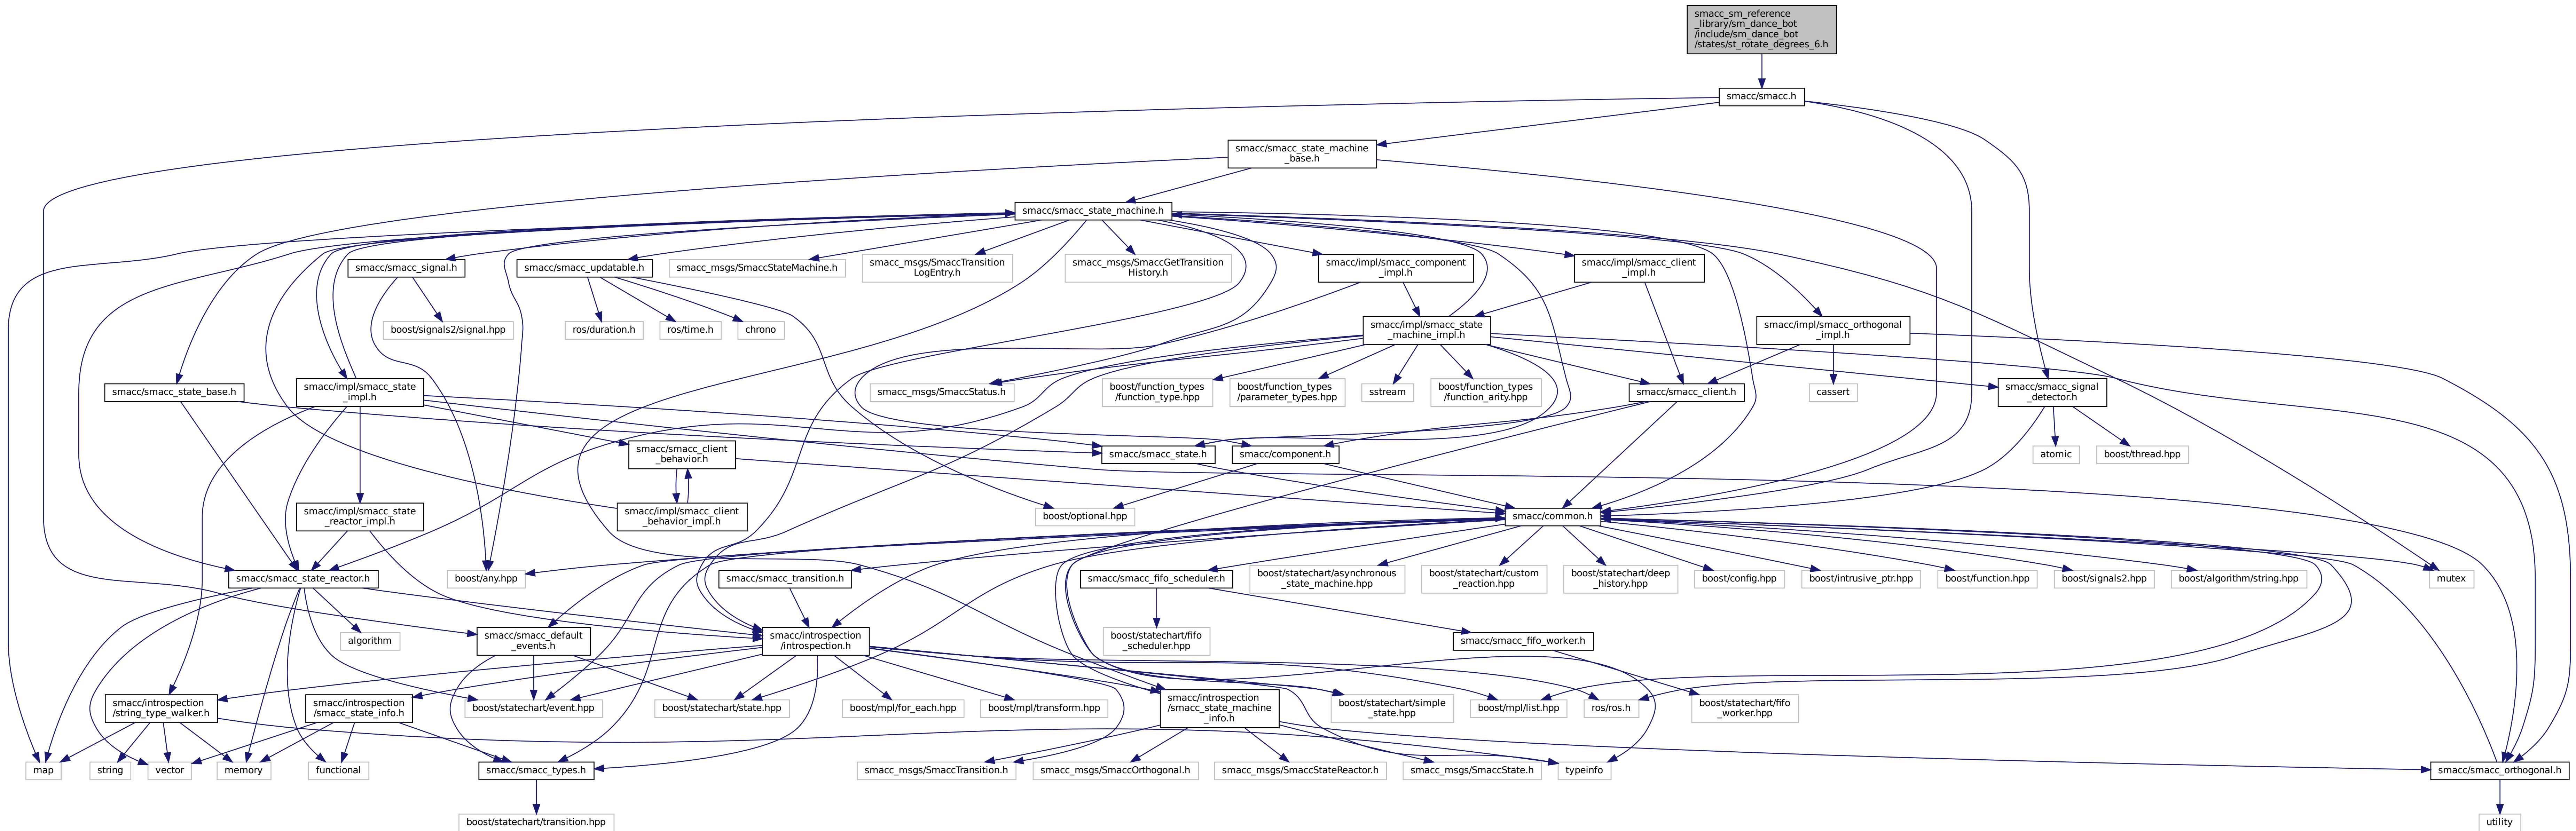 smacc_sm_reference
_library/sm_dance_bot
/include/sm_dance_bot
/states/st_rotate_degrees_6.h
smacc/smacc.h
smacc/smacc_state_machine
_base.h
smacc/smacc_state_machine.h
smacc/smacc_signal.h
smacc/smacc_updatable.h
smacc_msgs/SmaccStateMachine.h
smacc_msgs/SmaccTransition
LogEntry.h
smacc_msgs/SmaccGetTransition
History.h
smacc/impl/smacc_component
_impl.h
smacc/impl/smacc_client
_impl.h
boost/signals2/signal.hpp
ros/duration.h
ros/time.h
chrono
smacc/impl/smacc_state
_machine_impl.h
smacc/impl/smacc_orthogonal
_impl.h
smacc/smacc_state_base.h
smacc/impl/smacc_state
_impl.h
smacc_msgs/SmaccStatus.h
boost/function_types
/function_type.hpp
boost/function_types
/parameter_types.hpp
sstream
boost/function_types
/function_arity.hpp
smacc/smacc_client.h
cassert
smacc/smacc_signal
_detector.h
smacc/smacc_client
_behavior.h
smacc/smacc_state.h
smacc/component.h
atomic
boost/thread.hpp
smacc/impl/smacc_state
_reactor_impl.h
smacc/impl/smacc_client
_behavior_impl.h
boost/optional.hpp
smacc/common.h
smacc/smacc_state_reactor.h
boost/any.hpp
smacc/smacc_transition.h
smacc/smacc_fifo_scheduler.h
boost/statechart/asynchronous
_state_machine.hpp
boost/statechart/custom
_reaction.hpp
boost/statechart/deep
_history.hpp
boost/config.hpp
boost/intrusive_ptr.hpp
boost/function.hpp
boost/signals2.hpp
boost/algorithm/string.hpp
mutex
algorithm
smacc/smacc_default
_events.h
smacc/introspection
/introspection.h
boost/statechart/fifo
_scheduler.hpp
smacc/smacc_fifo_worker.h
smacc/introspection
/string_type_walker.h
smacc/introspection
/smacc_state_info.h
boost/statechart/event.hpp
boost/statechart/state.hpp
boost/mpl/for_each.hpp
boost/mpl/transform.hpp
smacc/introspection
/smacc_state_machine
_info.h
boost/statechart/simple
_state.hpp
boost/mpl/list.hpp
ros/ros.h
boost/statechart/fifo
_worker.hpp
map
string
vector
memory
functional
smacc/smacc_types.h
smacc_msgs/SmaccTransition.h
smacc_msgs/SmaccOrthogonal.h
smacc_msgs/SmaccStateReactor.h
smacc_msgs/SmaccState.h
typeinfo
smacc/smacc_orthogonal.h
boost/statechart/transition.hpp
utility